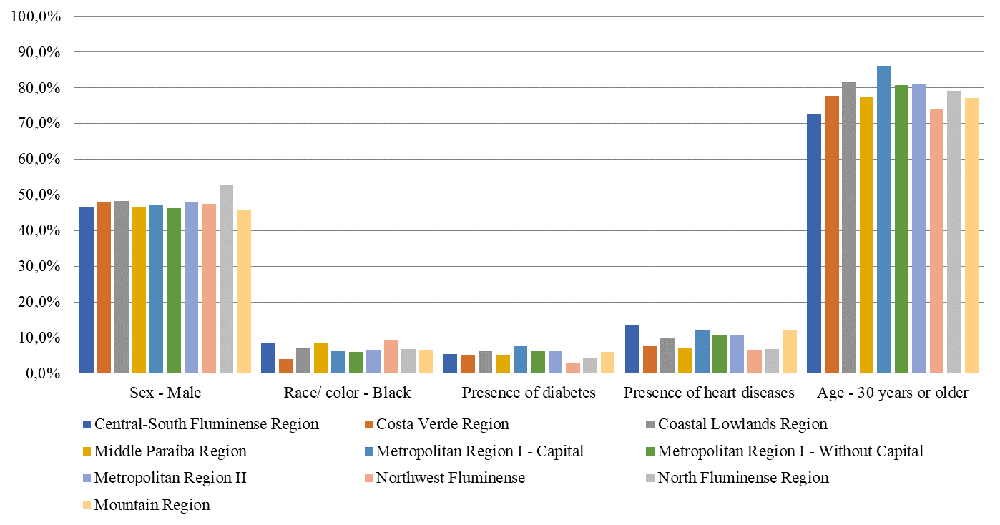 100,0%
90,0%
80,0%
70,0%
60,0%
50,0%
40,0%
30,0%
20,0%
10,0%
0,0%
Sex - Male
Race/ color - Black
Presence of diabetes
Presence of heart diseases
Age - 30 years or older
Central-South Fluminense Region
Costa Verde Region
Coastal Lowlands Region
Middle Paraíba Region
Metropolitan Region I - Capital
Metropolitan Region I - Without Capital
Metropolitan Region II
Northwest Fluminense
North Fluminense Region
Mountain Region